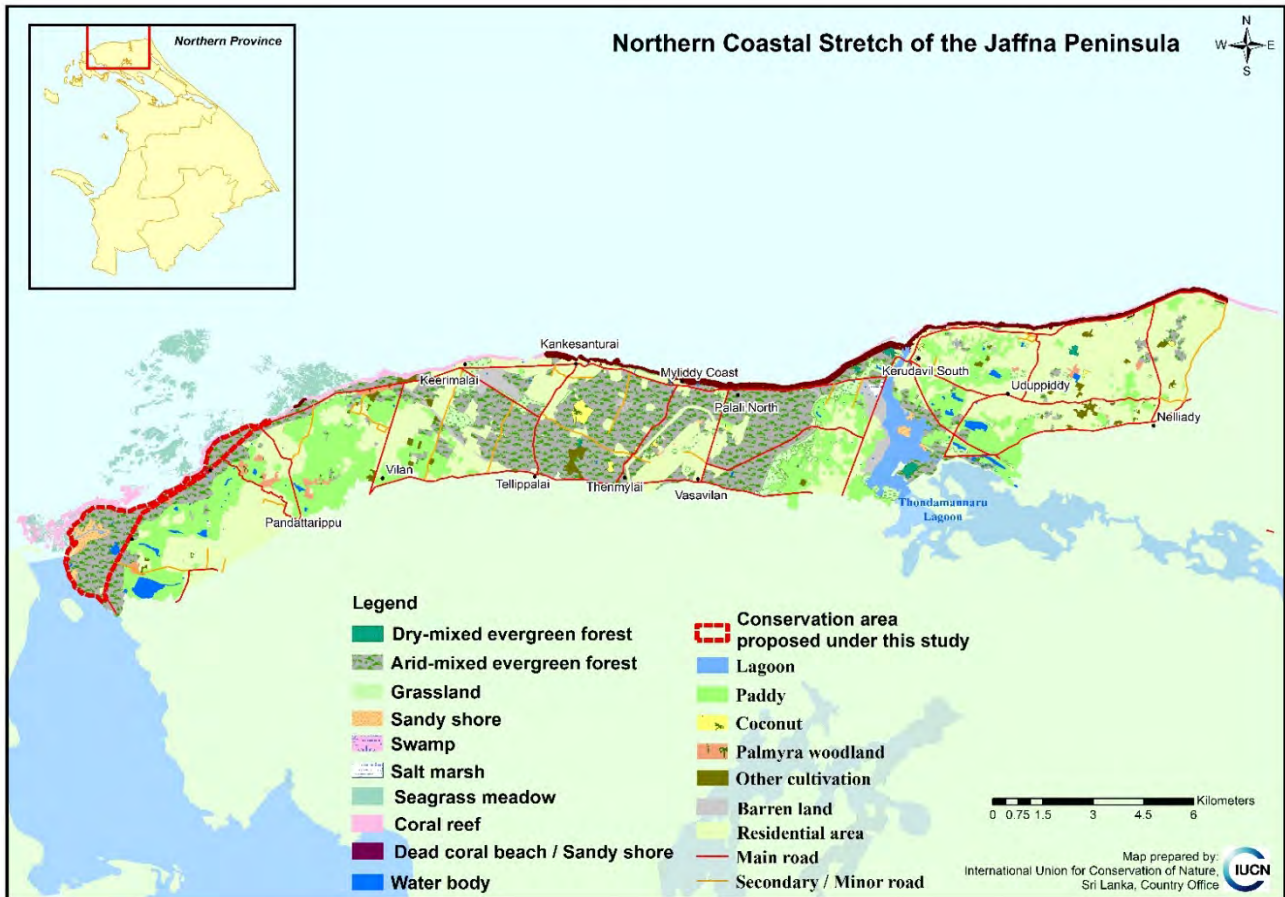 Northern Province
Northern Coastal Stretch of the Jaffna Peninsula
N
W E
S
Kankesanturai
Keerimalai
Myliddy Coast
Palali North
Kerudavil South
Uduppiddy
Nelliady
Vilan
Tellippalai
Thenmylai
Vasavilan
Pandattarippu
Thondamannaru
Lagoon
Legend
Dry-mixed evergreen forest
Arid-mixed evergreen forest
Grassland
Sandy shore
Swamp
Salt marsh
Seagrass meadow
Coral reef
Dead coral beach / Sandy shore
Water body
Conservation area
proposed under this study
Lagoon
Paddy
Coconut
Palmyra woodland
Other cultivation
Barren land
Residential area
Main road
Secondary / Minor road
Kilometers
0 0.75 1.5 3 4.5 6
Map prepared by:
International Union for Conservation of Nature,
Sri Lanka, Country Office
IUCN